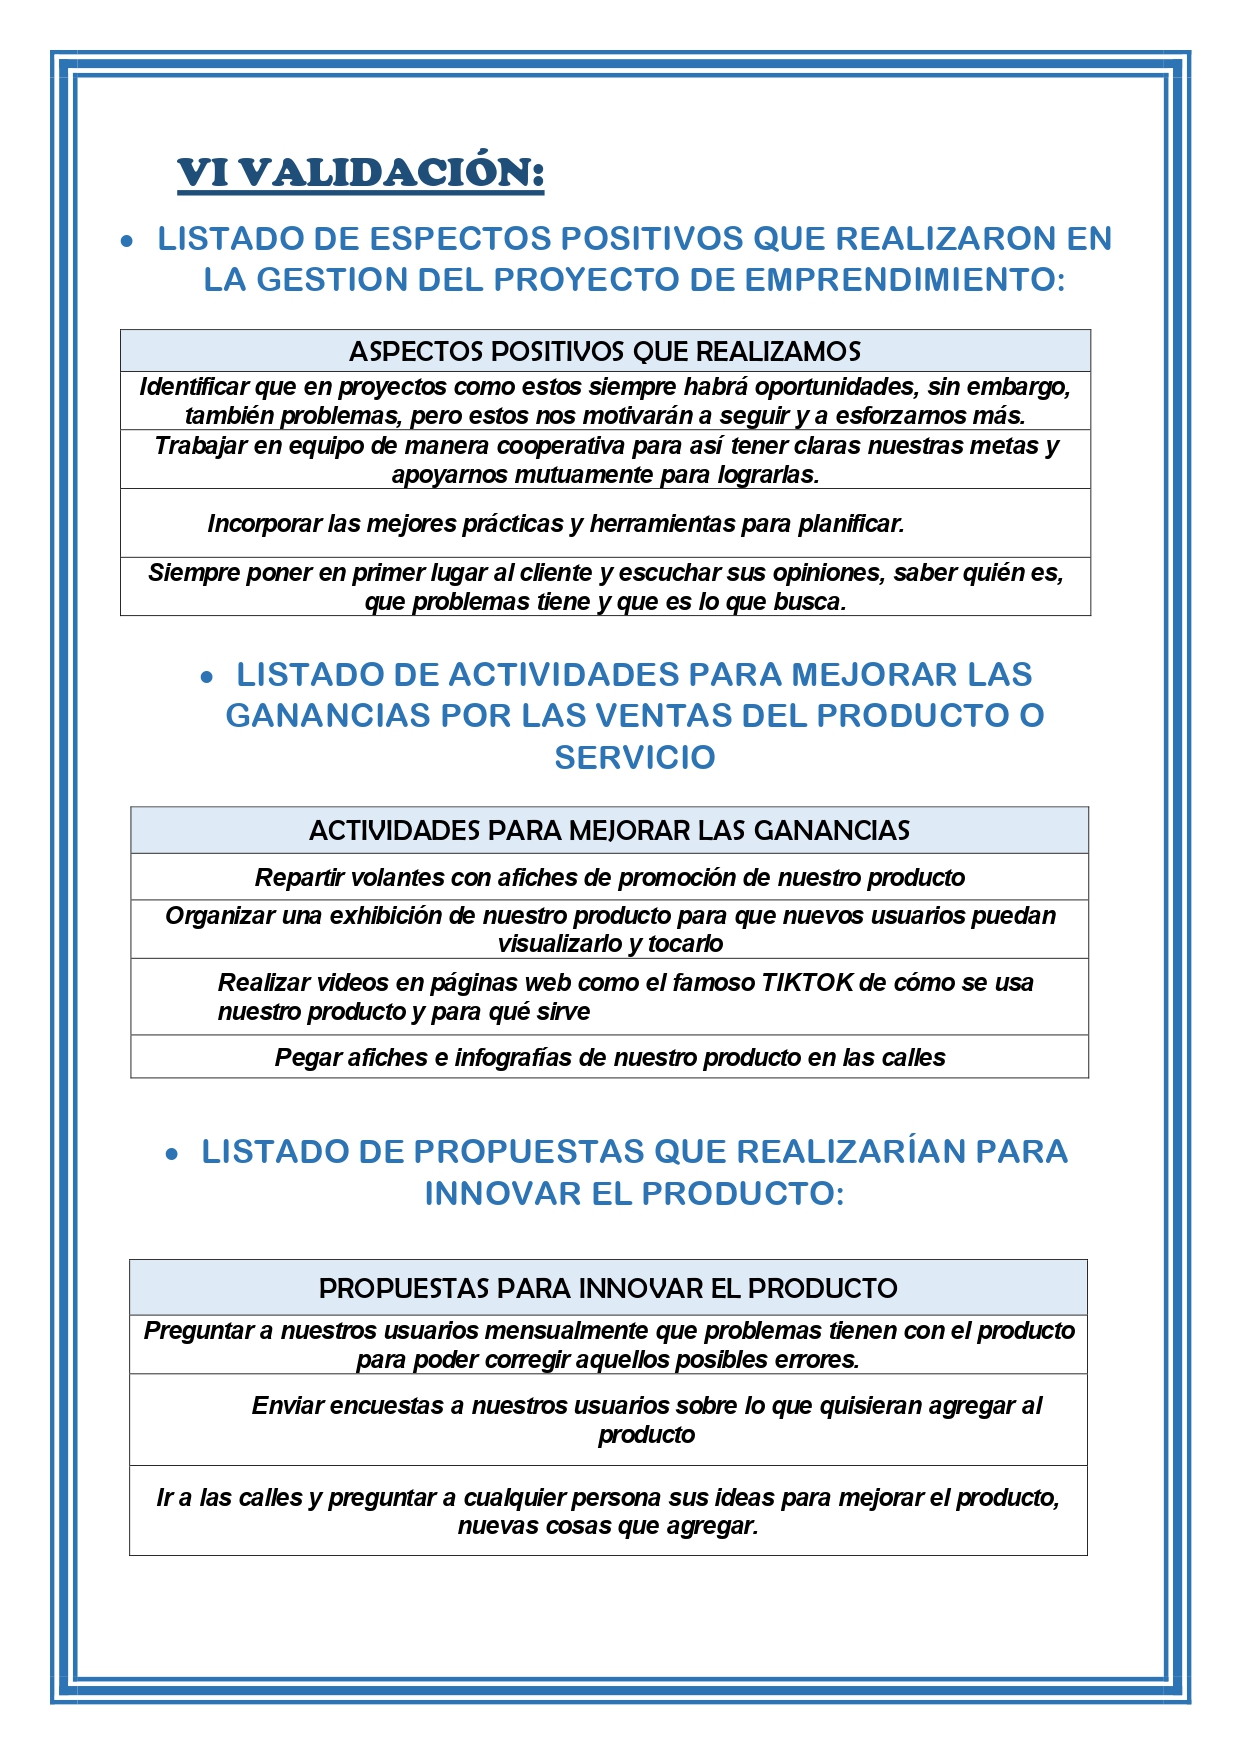 VI VALIDACIÓN:
• LISTADO DE ESPECTOS POSITIVOS QUE REALIZARON EN
LA GESTION DEL PROYECTO DE EMPRENDIMIENTO:
ASPECTOS POSITIVOS QUE REALIZAMOS
Identificar que en proyectos como estos siempre habrá oportunidades, sin embargo,
también problemas, pero estos nos motivarán a seguir y a esforzarnos más.
Trabajar en equipo de manera cooperativa para así tener claras nuestras metas y
apoyarnos mutuamente para lograrlas.
Incorporar las mejores prácticas y herramientas para planificar.
Siempre poner en primer lugar al cliente y escuchar sus opiniones, saber quién es,
que problemas tiene y que es lo que busca.
• LISTADO DE ACTIVIDADES PARA MEJORAR LAS
GANANCIAS POR LAS VENTAS DEL PRODUCTO O
SERVICIO
ACTIVIDADES PARA MEJORAR LAS GANANCIAS
Repartir volantes con afiches de promoción de nuestro producto
Organizar una exhibición de nuestro producto para que nuevos usuarios puedan
visualizarlo y tocarlo
Realizar videos en páginas web como el famoso TIKTOK de cómo se usa
nuestro producto y para qué sirve
Pegar afiches e infografías de nuestro producto en las calles
• LISTADO DE PROPUESTAS QUE REALIZARÍAN PARA
INNOVAR EL PRODUCTO:
PROPUESTAS PARA INNOVAR EL PRODUCTO
Preguntar a nuestros usuarios mensualmente que problemas tienen con el producto
para poder corregir aquellos posibles errores.
Enviar encuestas a nuestros usuarios sobre lo que quisieran agregar al
producto
Ir a las calles y preguntar a cualquier persona sus ideas para mejorar el producto,
nuevas cosas que agregar.